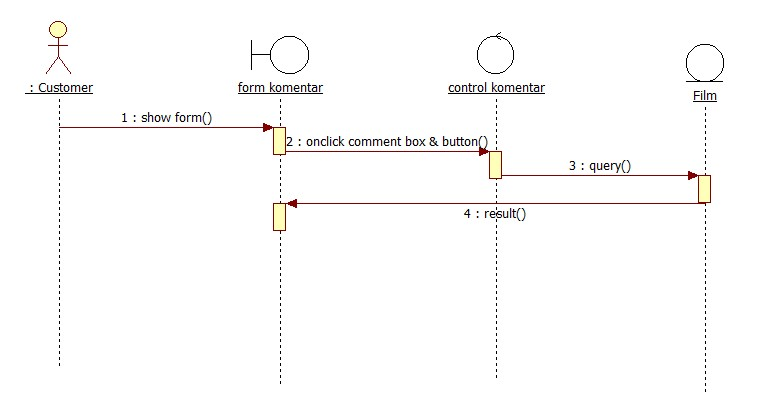 : Customer
form komentar
control komentar
Film
1 : show form()
2 : onclick comment box & button()
3 : query()
4 : result()